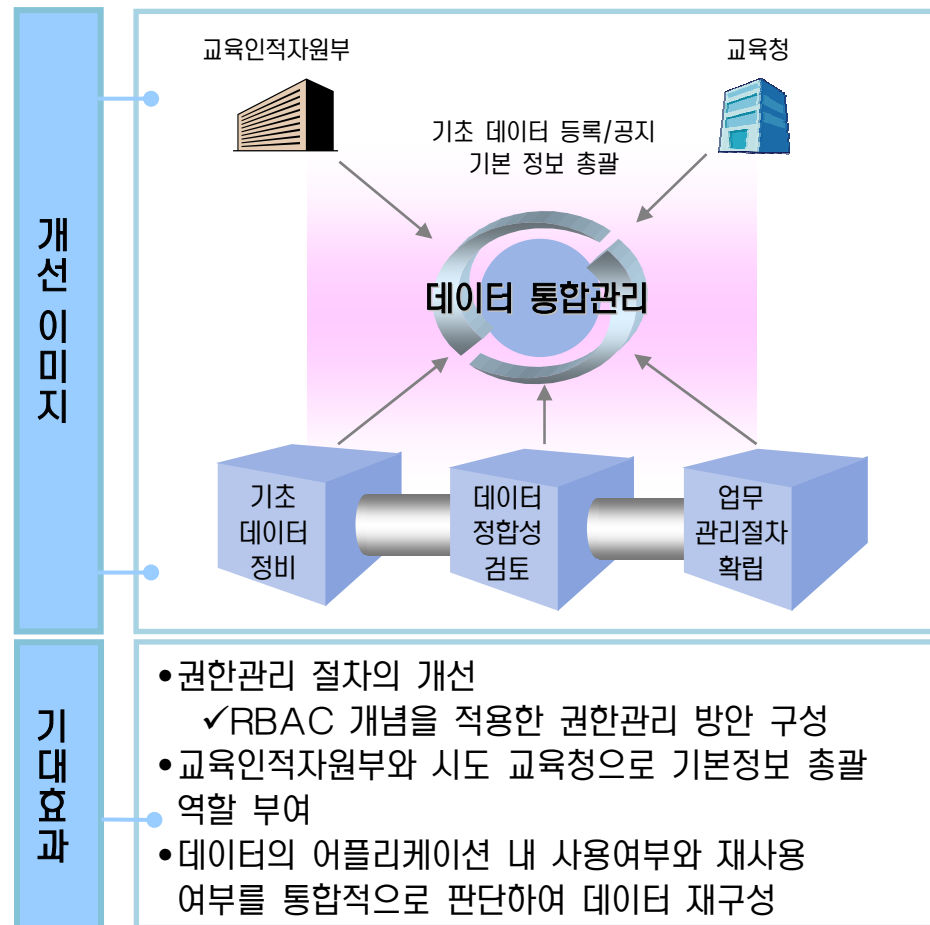 개선 이미지
교육인적자원부
교육청
기초 데이터 등록/공지
기본 정보 총괄
데이터 통합관리
기초
데이터
정비
데이터
정합성
검토
업무
관리절차
확립
기대효과
•권한관리 절차의 개선
✓RBAC 개념을 적용한 권한관리 방안 구성
•교육인적자원부와 시도 교육청으로 기본정보 총괄
역할 부여
•데이터의 어플리케이션 내 사용여부와 재사용
여부를 통합적으로 판단하여 데이터 재구성